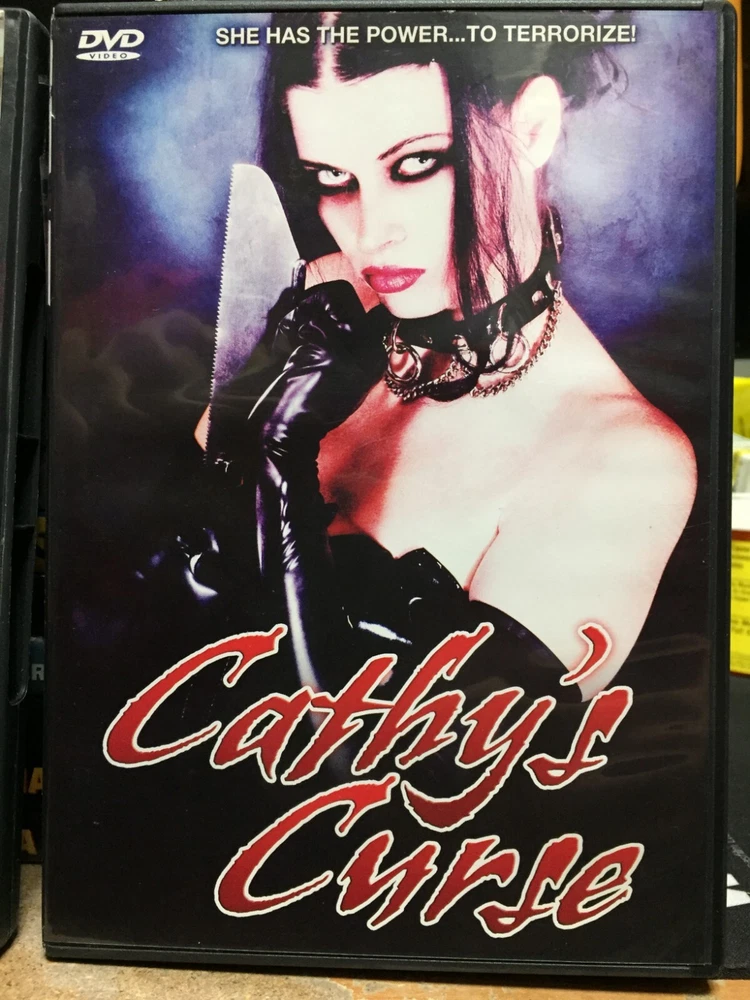 DVD
VIDEO
SHE HAS THE POWER...TO TERRORIZE!
Cathy's
Curse